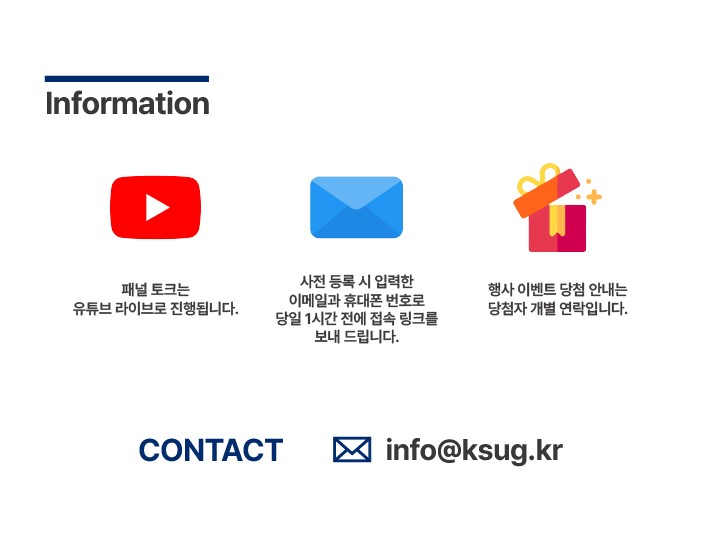 Information
패널 토크는
유튜브 라이브로 진행됩니다.
사전 등록 시 입력한
이메일과 휴대폰 번호로
당일 1시간 전에 접속 링크를
보내 드립니다.
행사 이벤트 당첨 안내는
당첨자 개별 연락입니다.
CONTACT
info@ksug.kr